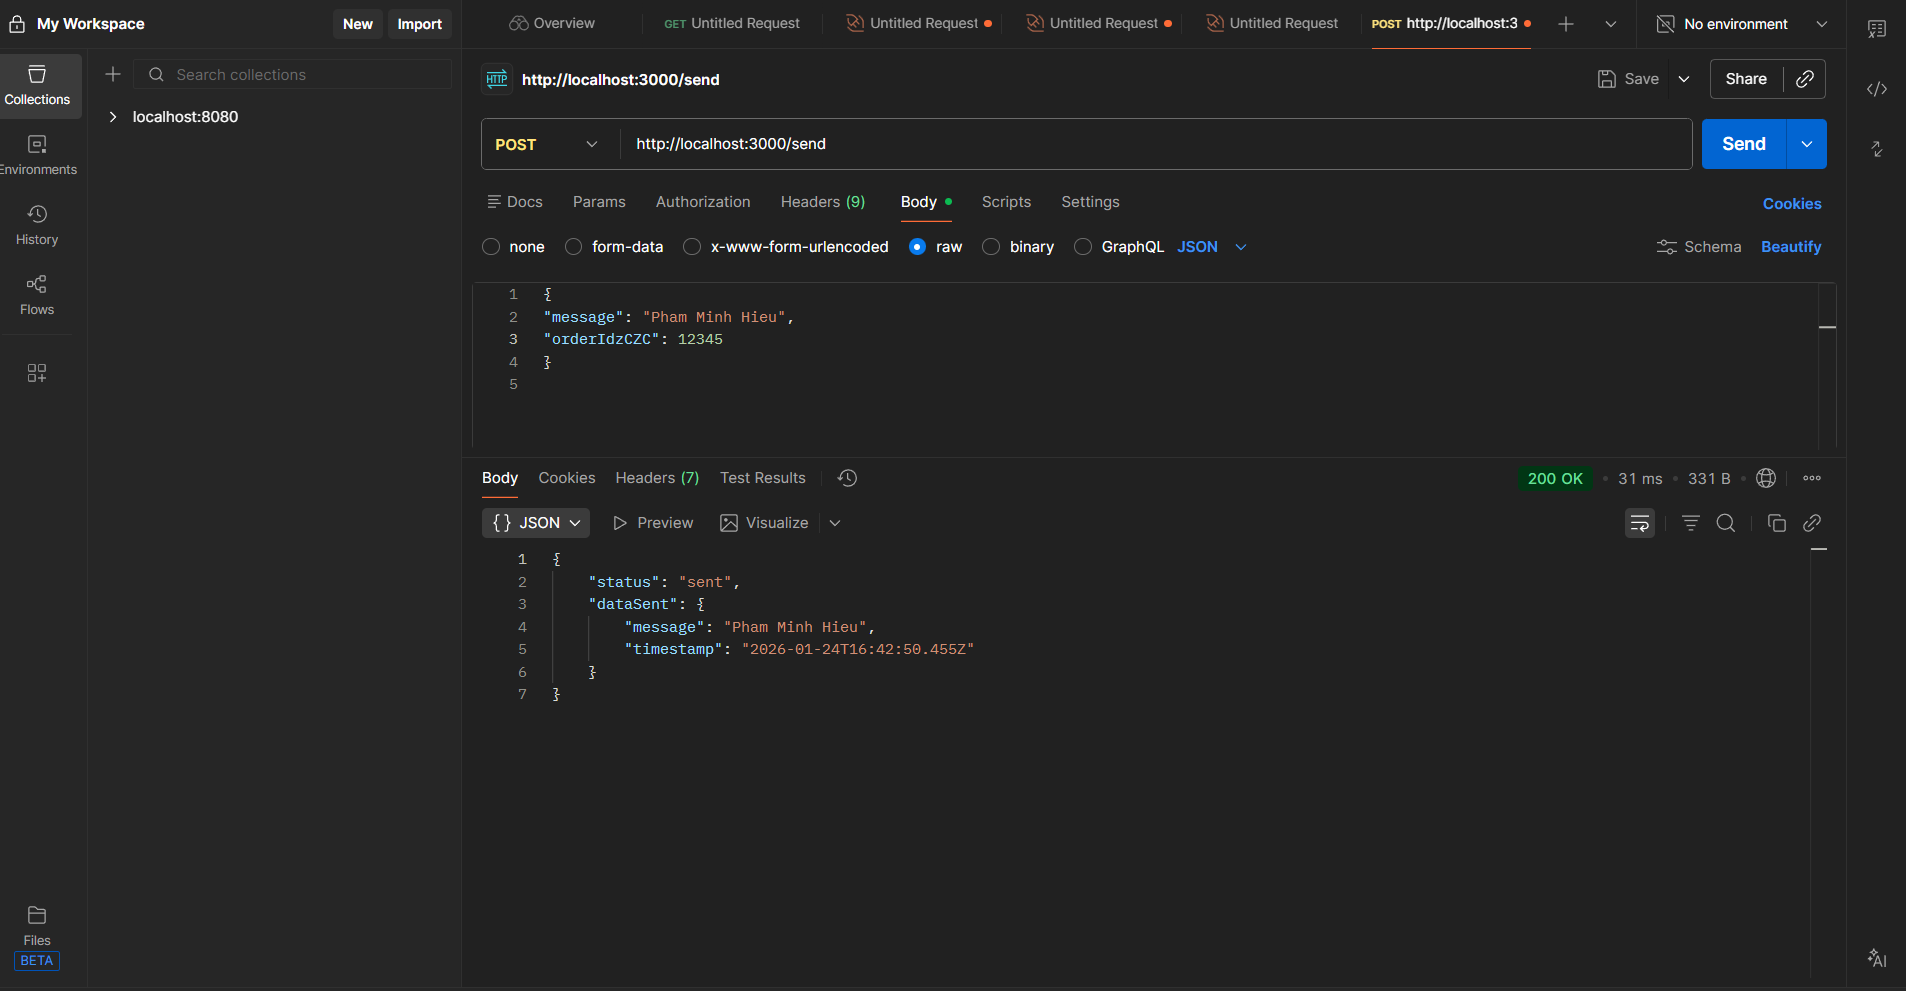 My Workspace
New
Import
Overview
GET Untitled Request
Untitled Request
Untitled Request
Untitled Request
POST http://localhost:3
No environment
Collections
Environments
History
Flows
Files
BETA
Search collections
localhost:8080
HTTP
http://localhost:3000/send
Save
Share
POST
http://localhost:3000/send
Send
Docs
Params
Authorization
Headers (9)
Body
Scripts
Settings
Cookies
none
form-data
x-www-form-urlencoded
raw
binary
GraphQL
JSON
Schema
Beautify
1 {
2 "message": "Pham Minh Hieu",
3 "orderIdzCZC": 12345
4 }
5
Body
Cookies
Headers (7)
Test Results
200 OK
31 ms
331 B
{} JSON
Preview
Visualize
1 {
2 "status": "sent",
3 "dataSent": {
4 "message": "Pham Minh Hieu",
5 "timestamp": "2026-01-24T16:42:50.455Z"
6 }
7 }
AI